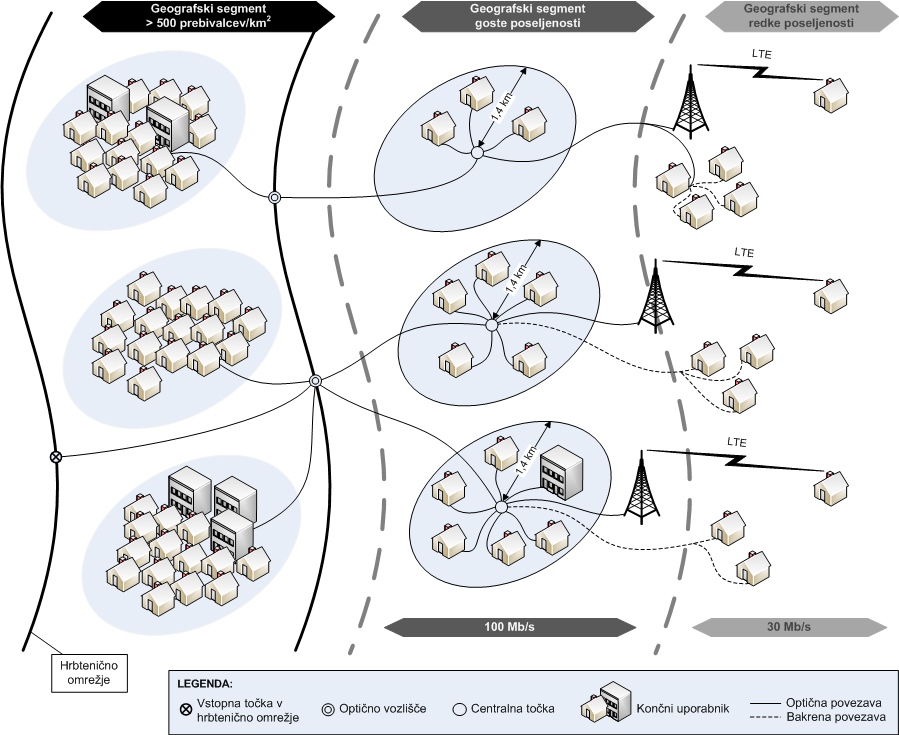 Geografski segment
> 500 prebivalcev/km2
Geografski segment
goste poseljenosti
Geografski segment
redke poseljenosti
LTE
1,4 km
LTE
1,4 km
LTE
1,4 km
100 Mb/s
30 Mb/s
Hrbtenično
omrežje
LEGENDA:
Vstopna točka v
hrbtenično omrežje
Optično vozlišče
Centralna točka
Končni uporabnik
Optična povezava
Bakrena povezava